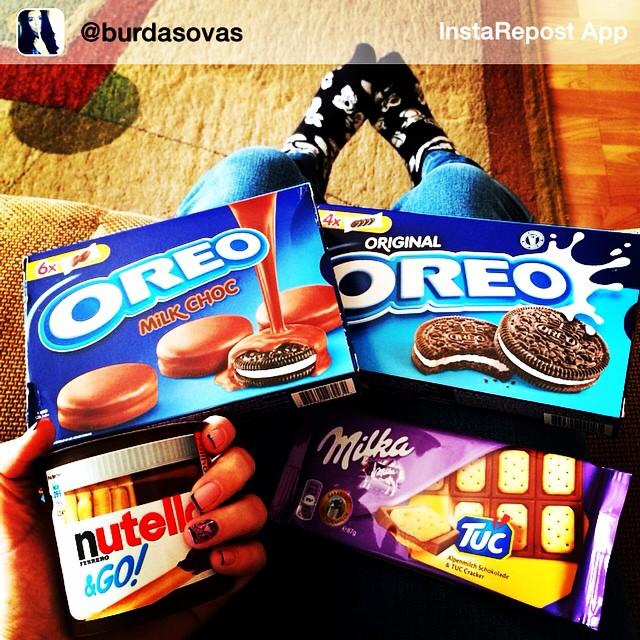 @burdasovas
InstaRepost App
6x
OREO
MILK CHOC
4x
ORIGINAL
OREO
nutella
FERRERO
&GO!
Milka
TUC
Alpenmilch Schokolade
& TUC Cracker
87g